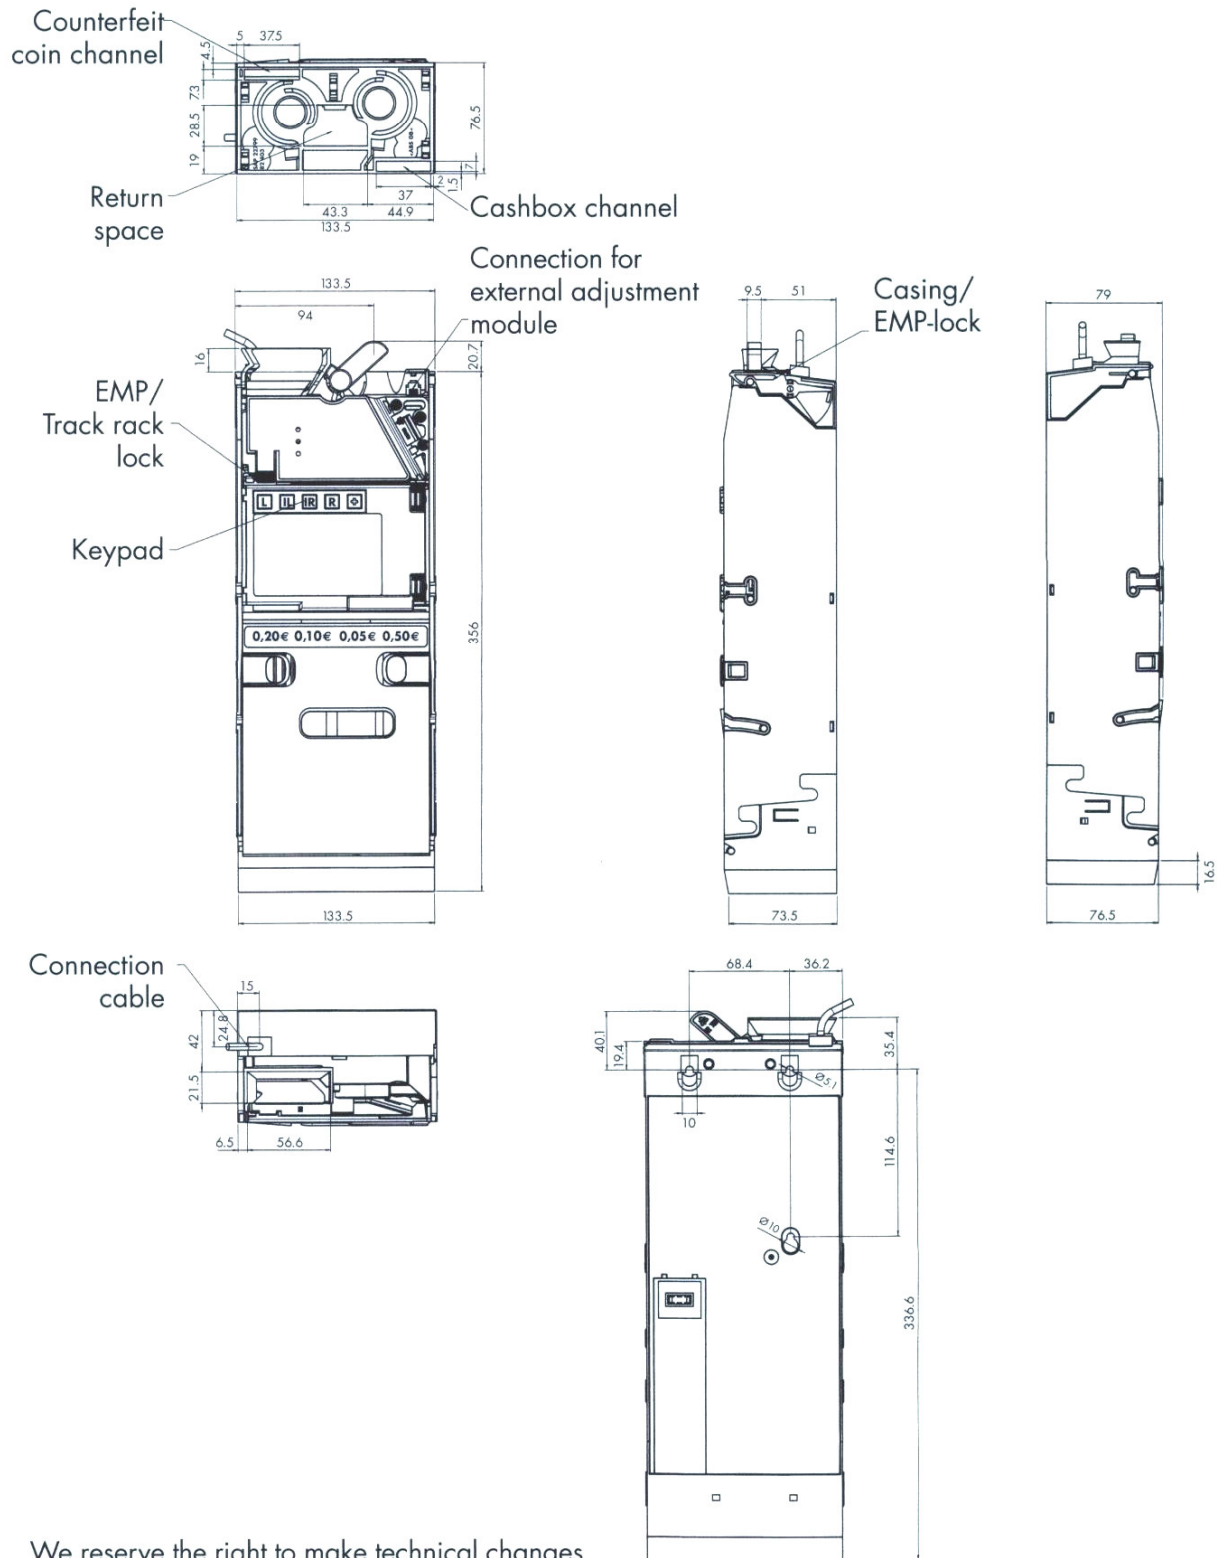 Counterfeit
coin channel
5 37.5
4.5
7.3
28.5
19
76.5
7
1.5
2
37
43.3 44.9
133.5
Return
space
Cashbox channel
Connection for
external adjustment
module
133.5
94
16
20.7
EMP/
Track rack
lock
L IL IR R
Keypad
0,20€ 0,10€ 0,05€ 0,50€
356
133.5
9.5 51
Casing/
EMP-lock
73.5
79
16.5
76.5
Connection
cable
15
24.8
42
21.5
6.5 56.6
68.4 36.2
40.1
19.4
35.4
Ø5.1
10
114.6
Ø10
336.6
We reserve the right to make technical changes